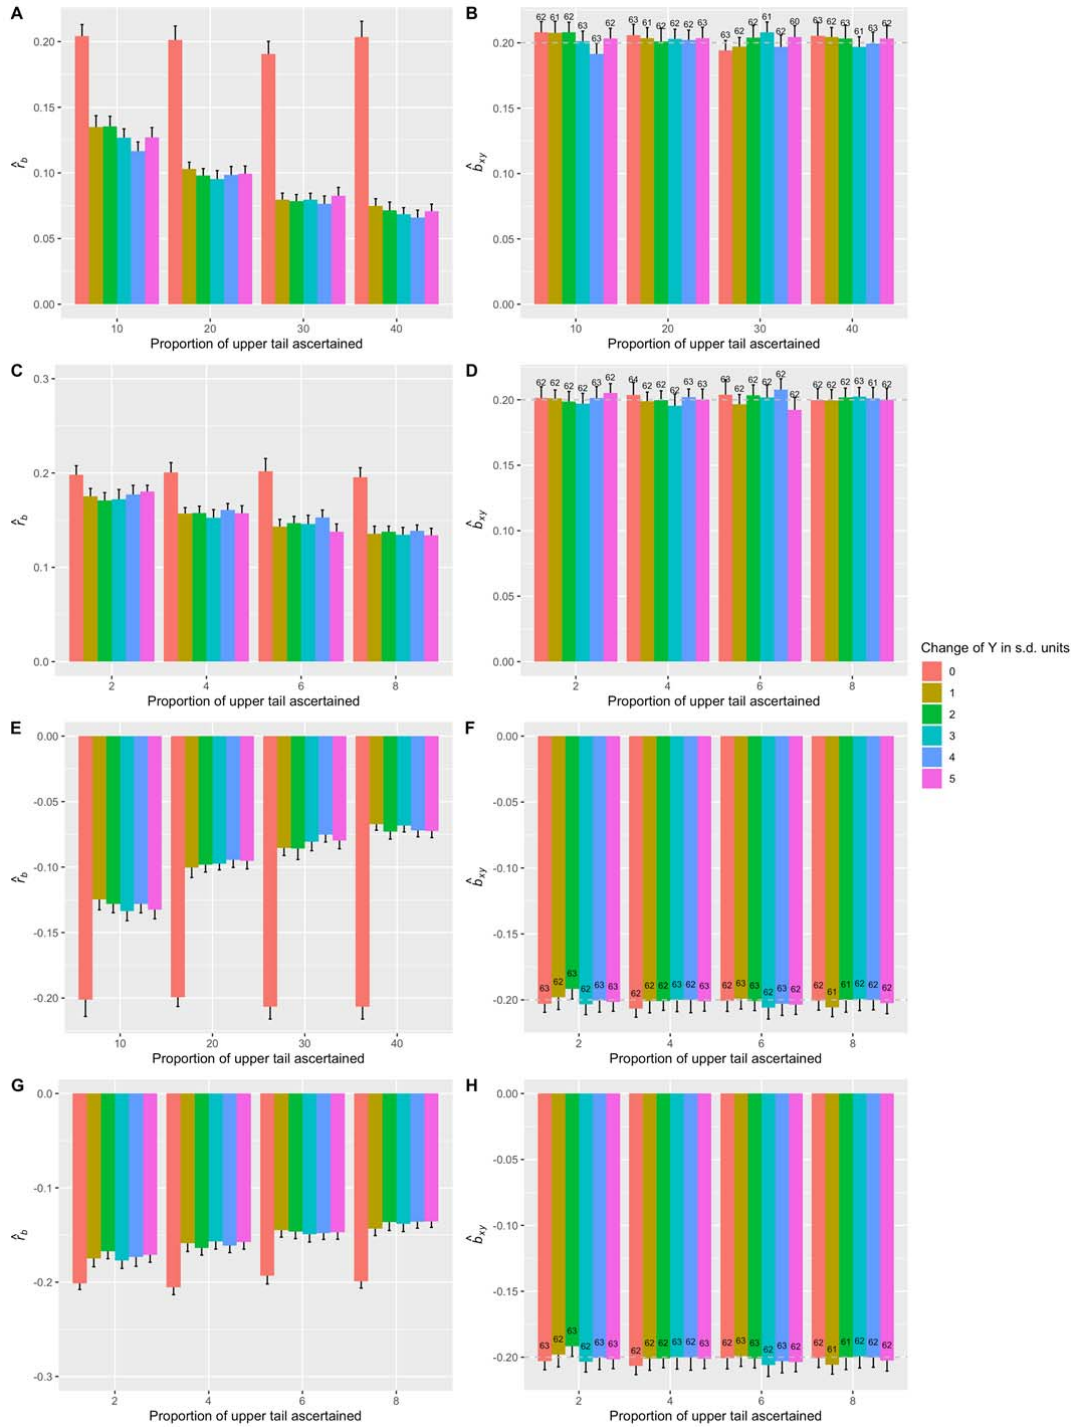 A
0.20
0.15
0.10
0.05
0.00
r̂b
10 20 30 40
Proportion of upper tail ascertained
B
62 61 62 63 63 62 63 61 62 62 62 63 63 62 64 61 62 60 63 62 63 61 63 62
0.20
0.15
0.10
0.05
0.00
b̂xy
10 20 30 40
Proportion of upper tail ascertained
C
0.3
0.2
0.1
0.0
r̂b
2 4 6 8
Proportion of upper tail ascertained
D
62 62 62 62 63 62 64 62 62 62 63 63 63 62 62 62 62 62 62 62 62 63 61 62
0.20
0.15
0.10
0.05
0.00
b̂xy
2 4 6 8
Proportion of upper tail ascertained
E
0.00
-0.05
-0.10
-0.15
-0.20
r̂b
10 20 30 40
Proportion of upper tail ascertained
F
0.00
-0.05
-0.10
-0.15
-0.20
b̂xy
63 62 63 62 63 63 62 62 62 63 62 63 62 63 63 62 63 62 62 61 61 62 62 62
2 4 6 8
Proportion of upper tail ascertained
Change of Y in s.d. units
0
1
2
3
4
5
G
0.0
-0.1
-0.2
-0.3
r̂b
2 4 6 8
Proportion of upper tail ascertained
H
0.00
-0.05
-0.10
-0.15
-0.20
b̂xy
63 62 63 62 63 63 62 62 62 63 62 63 62 63 63 62 63 62 62 61 61 62 62 62
2 4 6 8
Proportion of upper tail ascertained